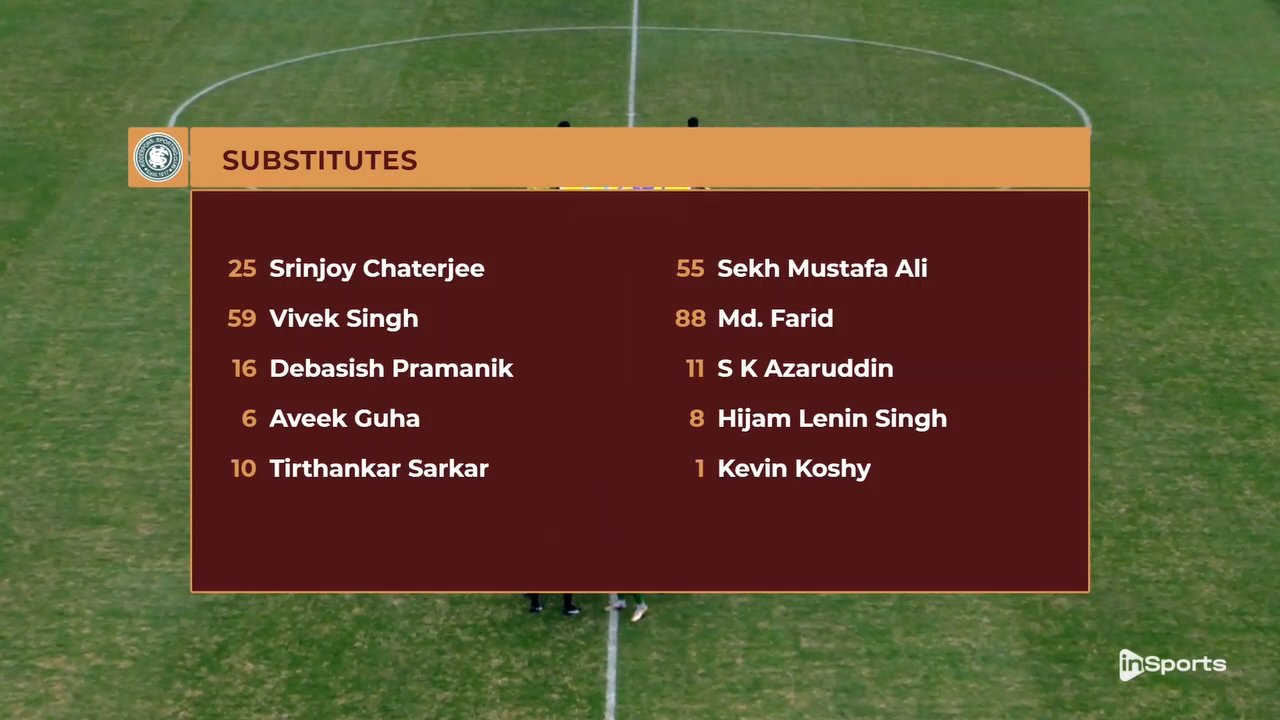 SUBSTITUTES
25 Srinjoy Chaterjee
59 Vivek Singh
16 Debasish Pramanik
6 Aveek Guha
10 Tirthankar Sarkar
55 Sekh Mustafa Ali
88 Md. Farid
11 S K Azaruddin
8 Hijam Lenin Singh
1 Kevin Koshy
inSports